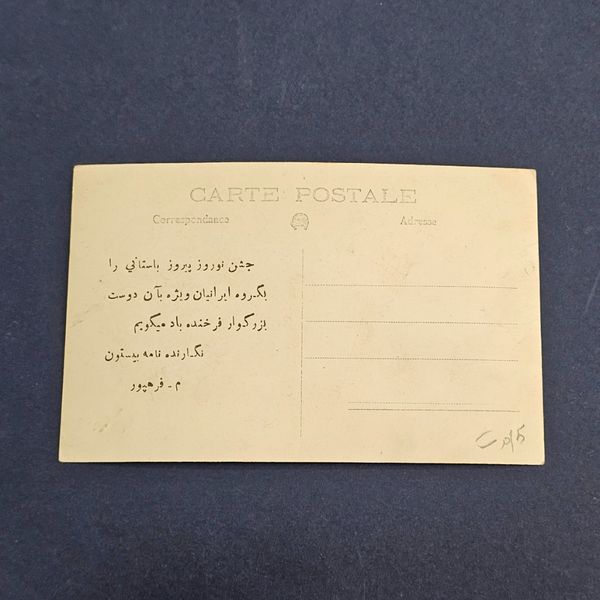 CARTE POSTALE
Correspondance
Adresse
جشن نوروز پیروز باستانی را
بگروه ایرانیان ویژه بآن دوست
بزرگوار فرخنده باد میگویم
نگارنده نامه بیستون
م - فرهپور